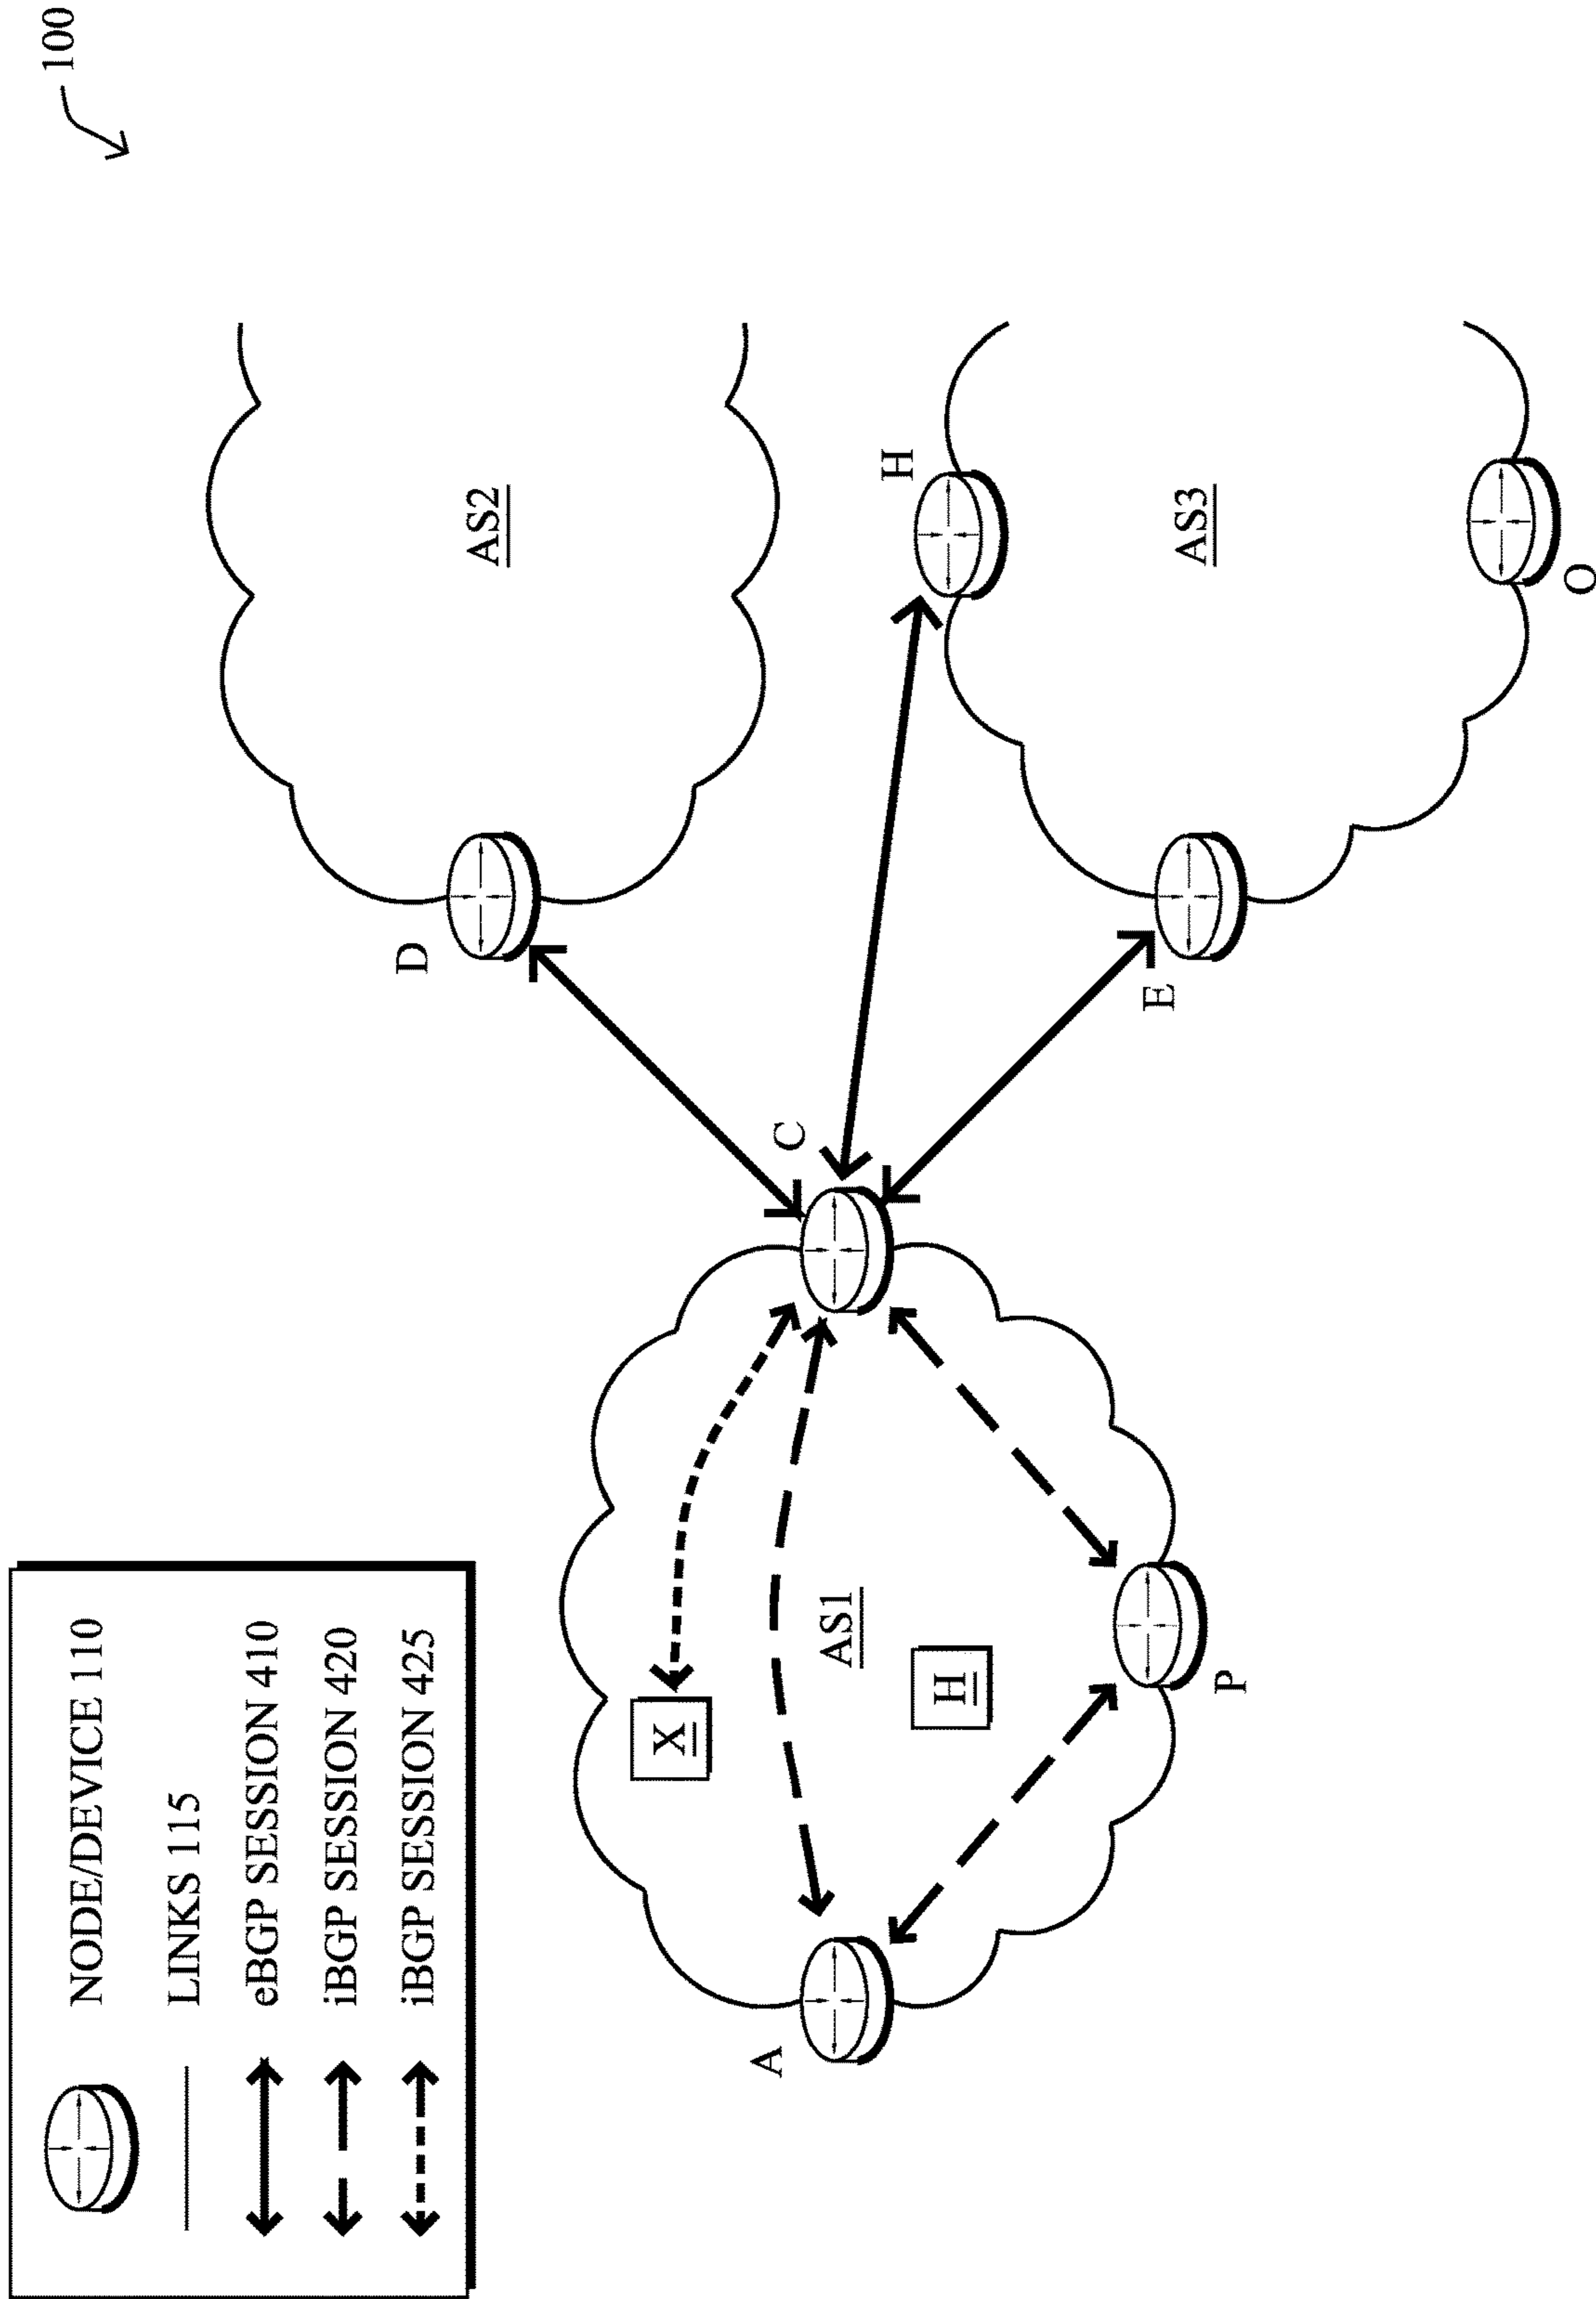 NODE/DEVICE 110
LINKS 115
eBGP SESSION 410
iBGP SESSION 420
iBGP SESSION 425
100
D
AS2
X
A
C
AS1
H
H
E
AS3
P
O